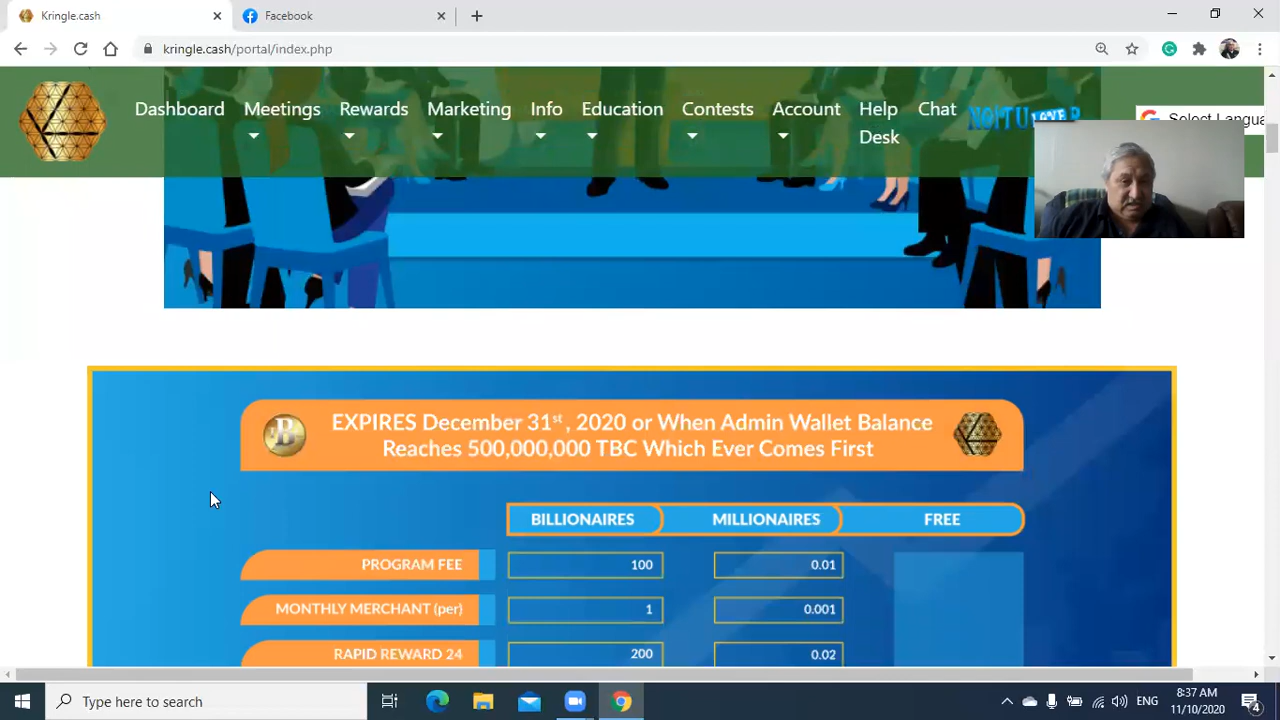 Kringle.cash
Facebook
kringle.cash/portal/index.php
Dashboard Meetings Rewards Marketing Info Education Contests Account Help Desk Chat
Select Langua
EXPIRES December 31st, 2020 or When Admin Wallet Balance
Reaches 500,000,000 TBC Which Ever Comes First
BILLIONAIRES MILLIONAIRES FREE
PROGRAM FEE 100 0.01
MONTHLY MERCHANT (per) 1 0.001
RAPID REWARD 24 200 0.02
Type here to search
ENG
8:37 AM
11/10/2020
4